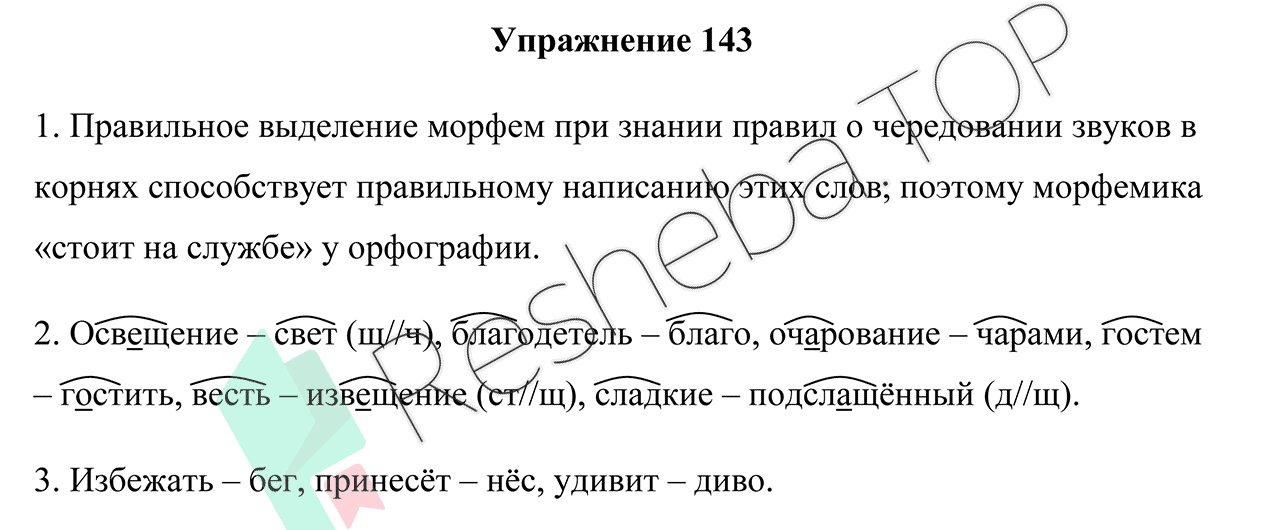 Упражнение 143
1. Правильное выделение морфем при знании правил о чередовании звуков в
корнях способствует правильному написанию этих слов; поэтому морфемика
«стоит на службе» у орфографии.
2. Освещение – свет (щ//ч), благодетель – благо, очарование – чарами, гостем
– гостить, весть – извещение (ст//щ), сладкие – подслащённый (д//щ).
3. Избежать – бег, принесёт – нёс, удивит – диво.
Resheba TOP